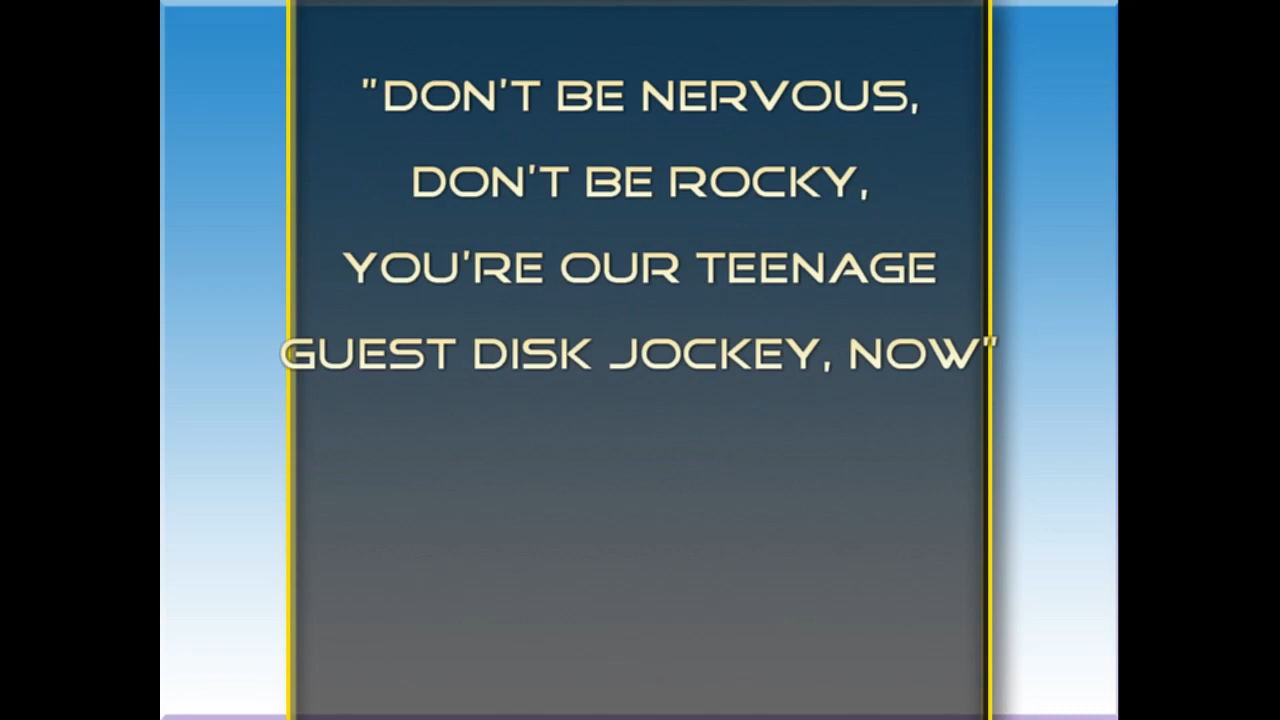 "DON'T BE NERVOUS,
DON'T BE ROCKY,
YOU'RE OUR TEENAGE
GUEST DISK JOCKEY, NOW"